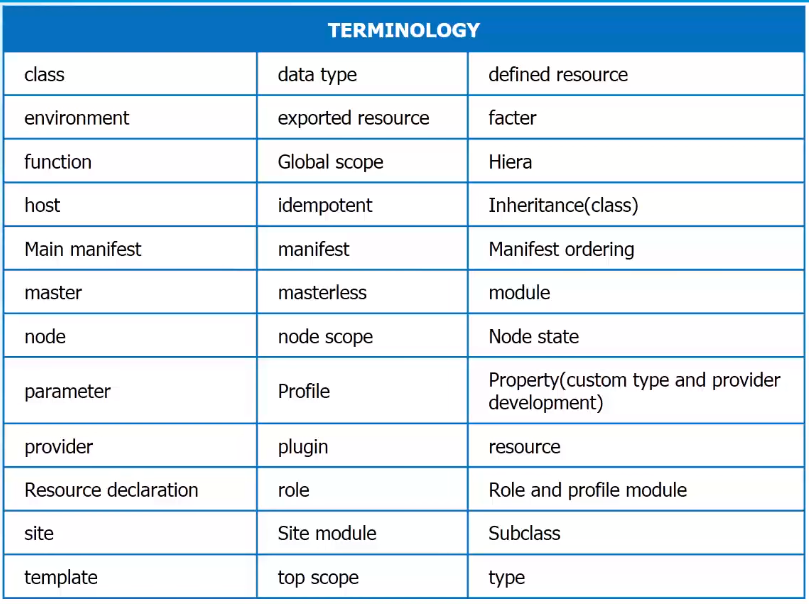 TERMINOLOGY
class data type defined resource
environment exported resource facter
function Global scope Hiera
host idempotent Inheritance(class)
Main manifest manifest Manifest ordering
master masterless module
node node scope Node state
parameter Profile Property(custom type and provider
development)
provider plugin resource
Resource declaration role Role and profile module
site Site module Subclass
template top scope type